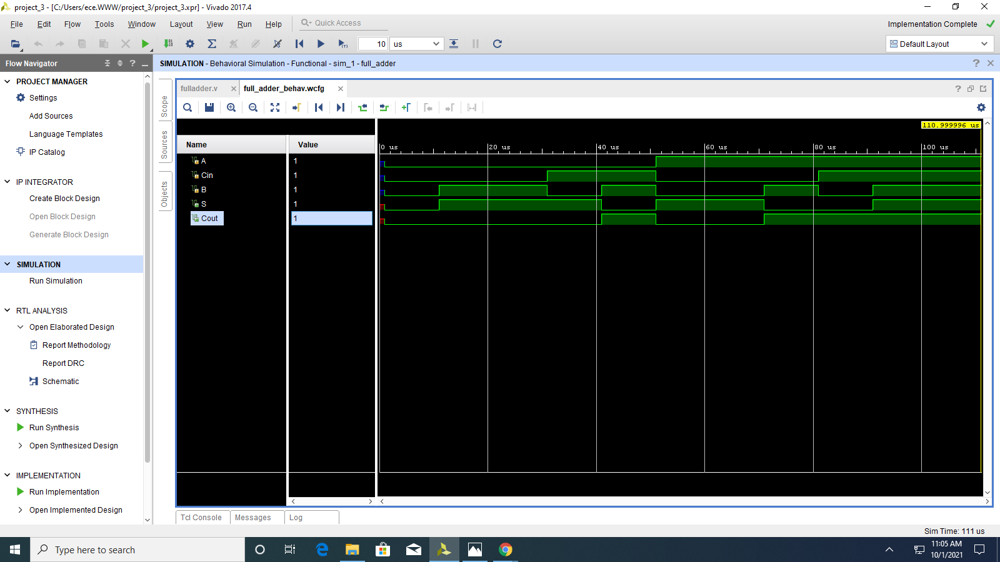 project_3 - [C:/Users/ece.WWW/project_3/project_3.xpr] - Vivado 2017.4
File Edit Flow Tools Window Layout View Run Help Quick Access Implementation Complete
10 us Default Layout
Flow Navigator
SIMULATION - Behavioral Simulation - Functional - sim_1 - full_adder
PROJECT MANAGER
Settings
Add Sources
Language Templates
IP Catalog
IP INTEGRATOR
Create Block Design
Open Block Design
Generate Block Design
SIMULATION
Run Simulation
RTL ANALYSIS
Open Elaborated Design
Report Methodology
Report DRC
Schematic
SYNTHESIS
Run Synthesis
Open Synthesized Design
IMPLEMENTATION
Run Implementation
Open Implemented Design
Scope
Sources
Objects
fulladder.v full_adder_behav.wcfg
110.999996 us
Name Value
0 us 20 us 40 us 60 us 80 us 100 us
A 1
Cin 1
B 1
S 1
Cout 1
Tcl Console Messages Log
Sim Time: 111 us
Type here to search
11:05 AM
10/1/2021